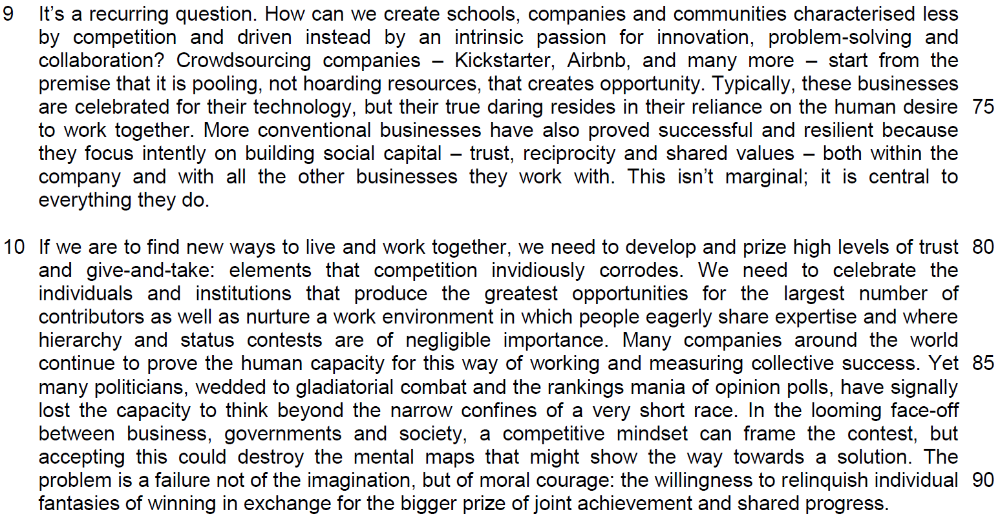 9 It’s a recurring question. How can we create schools, companies and communities characterised less
by competition and driven instead by an intrinsic passion for innovation, problem-solving and
collaboration? Crowdsourcing companies – Kickstarter, Airbnb, and many more – start from the
premise that it is pooling, not hoarding resources, that creates opportunity. Typically, these businesses
are celebrated for their technology, but their true daring resides in their reliance on the human desire 75
to work together. More conventional businesses have also proved successful and resilient because
they focus intently on building social capital – trust, reciprocity and shared values – both within the
company and with all the other businesses they work with. This isn’t marginal; it is central to
everything they do.
10 If we are to find new ways to live and work together, we need to develop and prize high levels of trust 80
and give-and-take: elements that competition invidiously corrodes. We need to celebrate the
individuals and institutions that produce the greatest opportunities for the largest number of
contributors as well as nurture a work environment in which people eagerly share expertise and where
hierarchy and status contests are of negligible importance. Many companies around the world
continue to prove the human capacity for this way of working and measuring collective success. Yet 85
many politicians, wedded to gladiatorial combat and the rankings mania of opinion polls, have signally
lost the capacity to think beyond the narrow confines of a very short race. In the looming face-off
between business, governments and society, a competitive mindset can frame the contest, but
accepting this could destroy the mental maps that might show the way towards a solution. The
problem is a failure not of the imagination, but of moral courage: the willingness to relinquish individual 90
fantasies of winning in exchange for the bigger prize of joint achievement and shared progress.